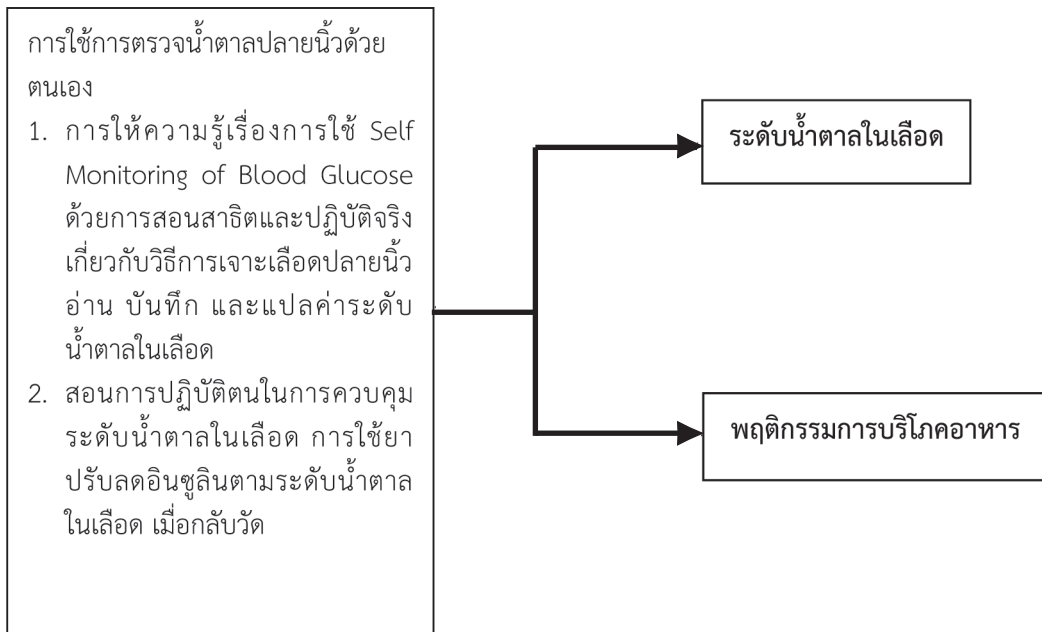 การใช้การตรวจน้ำตาลปลายนิ้วด้วย
ตนเอง
1. การให้ความรู้เรื่องการใช้ Self
Monitoring of Blood Glucose
ด้วยการสอนสาธิตและปฏิบัติจริง
เกี่ยวกับวิธีการเจาะเลือดปลายนิ้ว
อ่าน บันทึก และแปลค่าระดับ
น้ำตาลในเลือด
2. สอนการปฏิบัติตนในการควบคุม
ระดับน้ำตาลในเลือด การใช้ยา
ปรับลดอินซูลินตามระดับน้ำตาล
ในเลือด เมื่อกลับวัด
ระดับน้ำตาลในเลือด
พฤติกรรมการบริโภคอาหาร